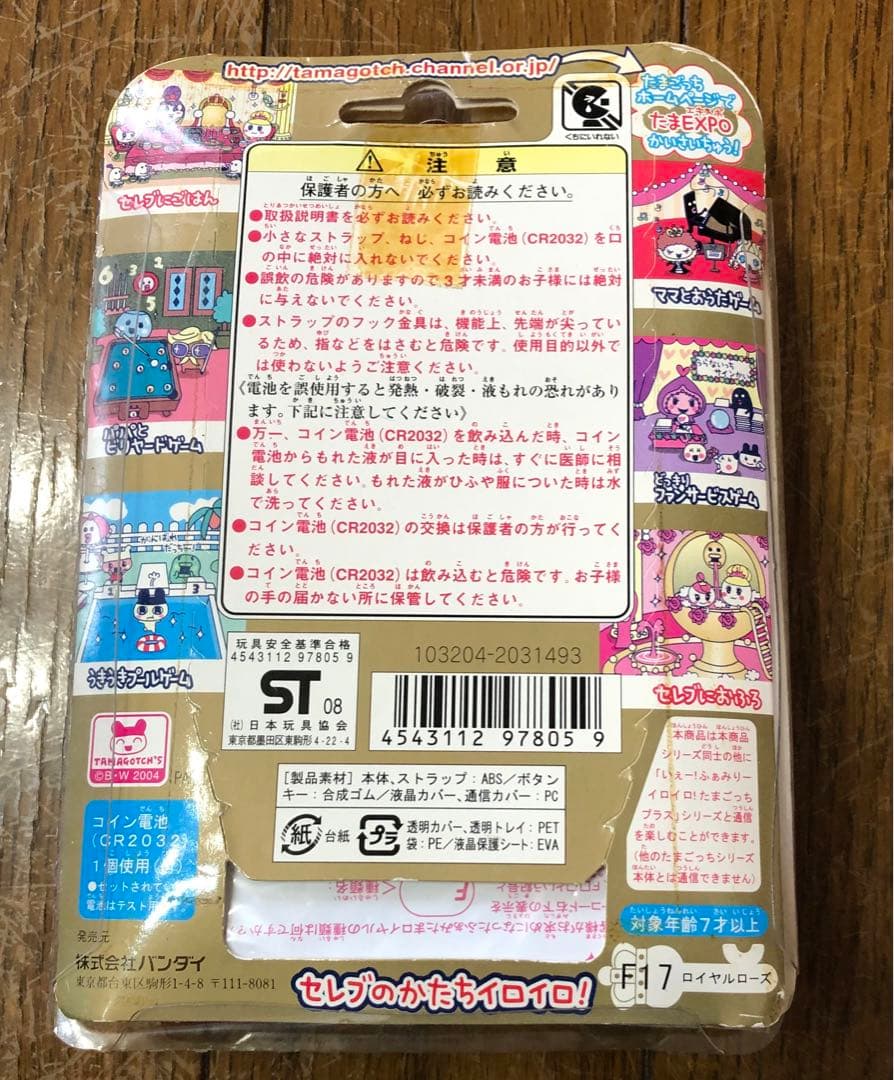 http://tamagotch.channel.or.jp/
たまごっち
ホームページで
たまEXPO
かいさいちゅう!
くちにいれない
セレブにごはん
パパと
ビリヤードゲーム
がんばれ
だっちー!
うきうきプールゲーム
⚠ 注意
保護者の方へ 必ずお読みください。
●取扱説明書を必ずお読みください。
●小さなストラップ、ねじ、コイン電池(CR2032)を口
の中に絶対に入れないでください。
●誤飲の危険がありますので3才未満のお子様には絶対
に与えないでください。
●ストラップのフック金具は、機能上、先端が尖ってい
るため、指などをはさむと危険です。使用目的以外で
は使わないようご注意ください。
《電池を誤使用すると発熱・破裂・液もれの恐れがあり
ます。下記に注意してください》
●万一、コイン電池(CR2032)を飲み込んだ時、コイン
電池からもれた液が目に入った時は、すぐに医師に相
談してください。もれた液がひふや服についた時は水
で洗ってください。
●コイン電池(CR2032)の交換は保護者の方が行ってく
ださい。
●コイン電池(CR2032)は飲み込むと危険です。お子様
の手の届かない所に保管してください。
ママとおうたゲーム
どっきり
ファンサービスゲーム
セレブにおふろ
玩具安全基準合格
4543112 97805 9
ST 08
(社)日本玩具協会
東京都墨田区東駒形4-22-4
103204-2031493
4543112 97805 9
[製品素材]本体、ストラップ:ABS/ボタン
キー:合成ゴム/液晶カバー、通信カバー:PC
紙 台紙
プラ 透明カバー、透明トレイ:PET
袋:PE/液晶保護シート:EVA
TAMAGOTCH'S
©B・W 2004
コイン電池
(CR2032)
1個使用
●セットされてい
電池はテスト用
発売元
株式会社バンダイ
東京都台東区駒形1-4-8 〒111-8081
本商品は本商品
シリーズ同士の他に
「いぇー!ふぁみりー
イロイロ!たまごっち
プラス」シリーズと通信
を楽しむことができます。
(他のたまごっちシリーズ
本体とは通信できません)
対象年齢7才以上
セレブのかたちイロイロ!
F17 ロイヤルローズ